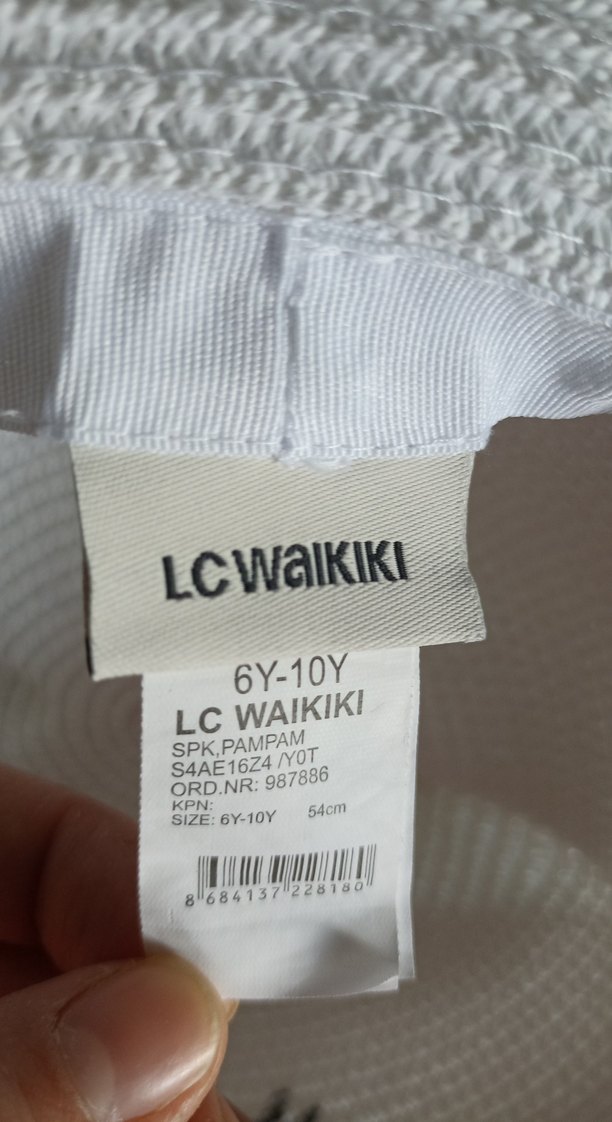 LC WAIKIKI
6Y-10Y
LC WAIKIKI
SPK,PAMPAM
S4AE16Z4 /Y0T
ORD.NR: 987886
KPN:
SIZE: 6Y-10Y 54cm
8 684137 228180